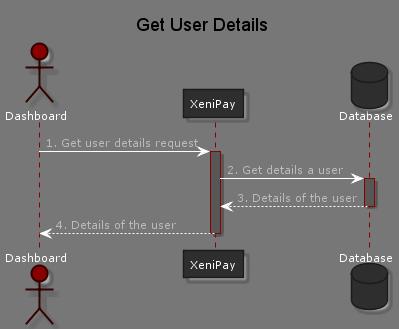 Get User Details
Dashboard
XeniPay
Database
1. Get user details request
2. Get details a user
3. Details of the user
4. Details of the user
Dashboard
XeniPay
Database